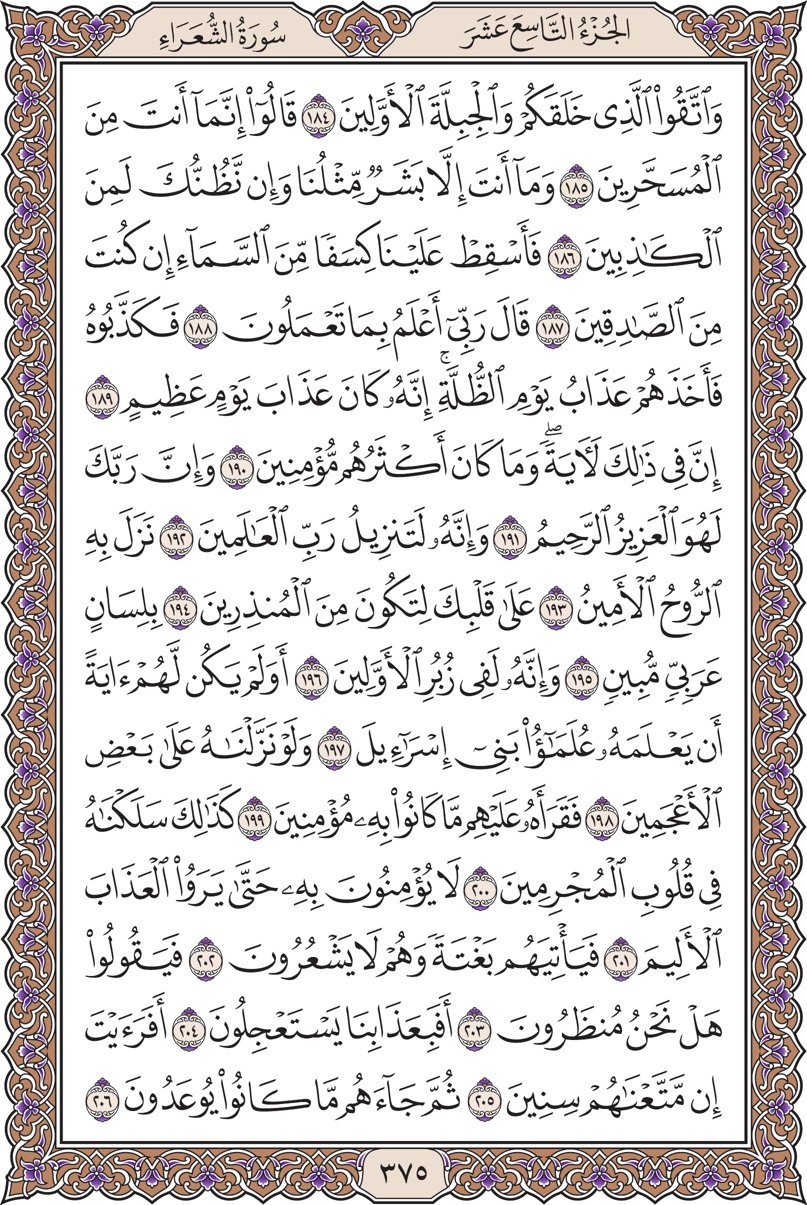 الجُزْءُ التَّاسِعَ عَشَرَ
سُورَةُ الشُّعَرَاءِ
وَٱتَّقُوا۟ ٱلَّذِى خَلَقَكُمْ وَٱلْجِبِلَّةَ ٱلْأَوَّلِينَ ١٨٤ قَالُوٓا۟ إِنَّمَآ أَنتَ مِنَ
ٱلْمُسَحَّرِينَ ١٨٥ وَمَآ أَنتَ إِلَّا بَشَرٌ مِّثْلُنَا وَإِن نَّظُنُّكَ لَمِنَ
ٱلْكَٰذِبِينَ ١٨٦ فَأَسْقِطْ عَلَيْنَا كِسَفًا مِّنَ ٱلسَّمَآءِ إِن كُنتَ
مِنَ ٱلصَّٰدِقِينَ ١٨٧ قَالَ رَبِّىٓ أَعْلَمُ بِمَا تَعْمَلُونَ ١٨٨ فَكَذَّبُوهُ
فَأَخَذَهُمْ عَذَابُ يَوْمِ ٱلظُّلَّةِ ۚ إِنَّهُۥ كَانَ عَذَابَ يَوْمٍ عَظِيمٍ ١٨٩
إِنَّ فِى ذَٰلِكَ لَءَايَةً ۖ وَمَا كَانَ أَكْثَرُهُم مُّؤْمِنِينَ ١٩٠ وَإِنَّ رَبَّكَ
لَهُوَ ٱلْعَزِيزُ ٱلرَّحِيمُ ١٩١ وَإِنَّهُۥ لَتَنزِيلُ رَبِّ ٱلْعَٰلَمِينَ ١٩٢ نَزَلَ بِهِ
ٱلرُّوحُ ٱلْأَمِينُ ١٩٣ عَلَىٰ قَلْبِكَ لِتَكُونَ مِنَ ٱلْمُنذِرِينَ ١٩٤ بِلِسَانٍ
عَرَبِىٍّ مُّبِينٍ ١٩٥ وَإِنَّهُۥ لَفِى زُبُرِ ٱلْأَوَّلِينَ ١٩٦ أَوَلَمْ يَكُن لَّهُمْ ءَايَةً
أَن يَعْلَمَهُۥ عُلَمَٰٓؤُا۟ بَنِىٓ إِسْرَٰٓءِيلَ ١٩٧ وَلَوْ نَزَّلْنَٰهُ عَلَىٰ بَعْضِ
ٱلْأَعْجَمِينَ ١٩٨ فَقَرَأَهُۥ عَلَيْهِم مَّا كَانُوا۟ بِهِۦ مُؤْمِنِينَ ١٩٩ كَذَٰلِكَ سَلَكْنَٰهُ
فِى قُلُوبِ ٱلْمُجْرِمِينَ ٢٠٠ لَا يُؤْمِنُونَ بِهِۦ حَتَّىٰ يَرَوُا۟ ٱلْعَذَابَ
ٱلْأَلِيمَ ٢٠١ فَيَأْتِيَهُم بَغْتَةً وَهُمْ لَا يَشْعُرُونَ ٢٠٢ فَيَقُولُوا۟
هَلْ نَحْنُ مُنظَرُونَ ٢٠٣ أَفَبِعَذَابِنَا يَسْتَعْجِلُونَ ٢٠٤ أَفَرَءَيْتَ
إِن مَّتَّعْنَٰهُمْ سِنِينَ ٢٠٥ ثُمَّ جَآءَهُم مَّا كَانُوا۟ يُوعَدُونَ ٢٠٦
٣٧٥